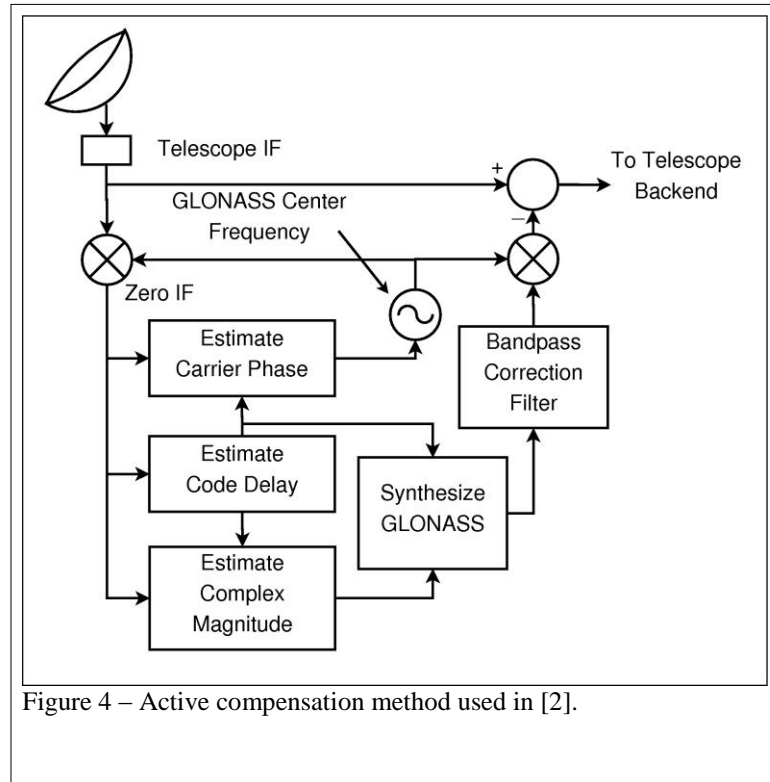 Telescope IF
+
To Telescope
Backend
GLONASS Center
Frequency
−
Zero IF
Estimate
Carrier Phase
Bandpass
Correction
Filter
Estimate
Code Delay
Synthesize
GLONASS
Estimate
Complex
Magnitude
Figure 4 – Active compensation method used in [2].